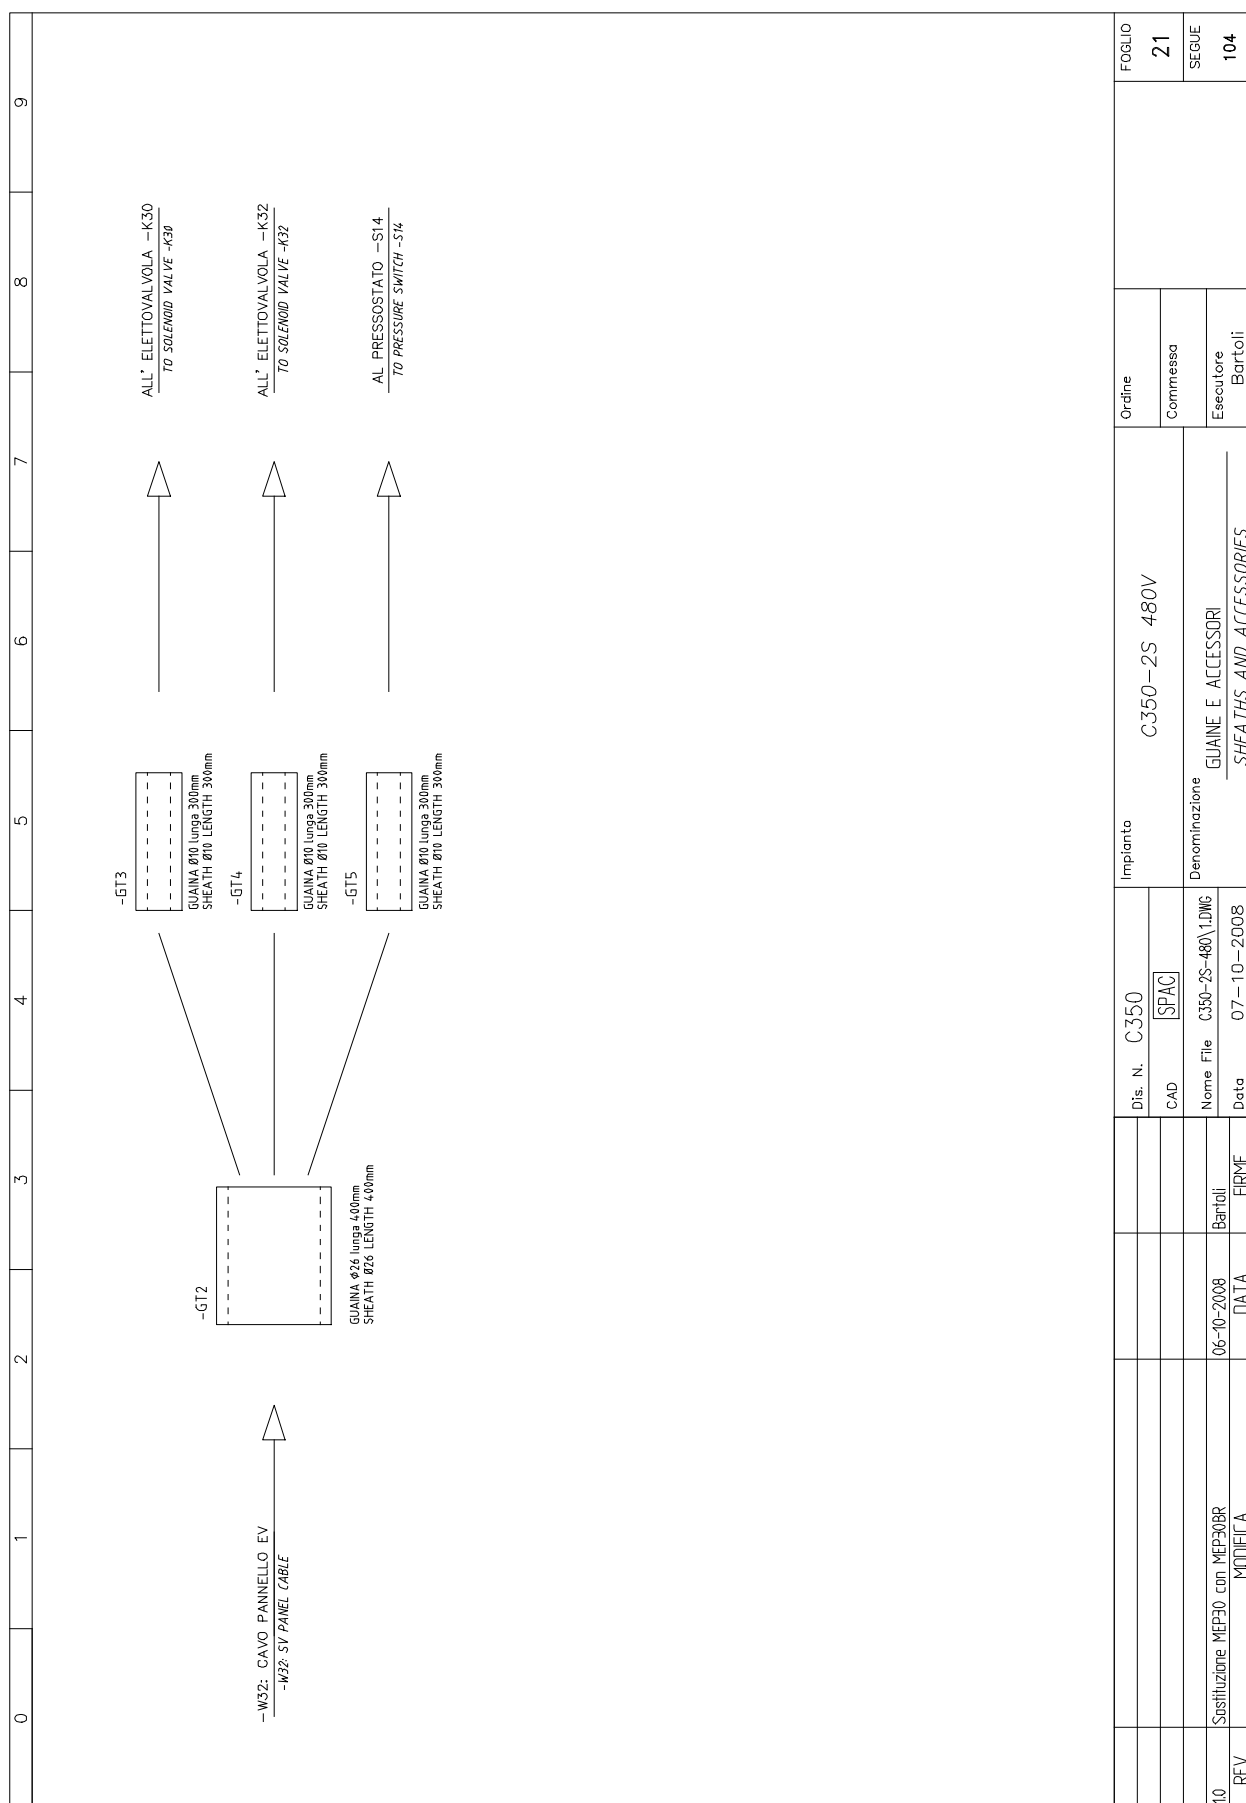 0 1 2 3 4 5 6 7 8 9
-GT3
GUAINA Ø10 lunga 300mm
SHEATH Ø10 LENGTH 300mm
ALL' ELETTOVALVOLA -K30
TO SOLENOID VALVE -K30
-W32: CAVO PANNELLO EV
-W32: SV PANEL CABLE
-GT2
GUAINA Ø26 lunga 400mm
SHEATH Ø26 LENGTH 400mm
-GT4
GUAINA Ø10 lunga 300mm
SHEATH Ø10 LENGTH 300mm
ALL' ELETTOVALVOLA -K32
TO SOLENOID VALVE -K32
-GT5
GUAINA Ø10 lunga 300mm
SHEATH Ø10 LENGTH 300mm
AL PRESSOSTATO -S14
TO PRESSURE SWITCH -S14
1.0 Sostituzione MEP30 con MEP30BR 06-10-2008 Bartoli
REV MODIFICA DATA FIRME
Dis. N. C350
CAD SPAC
Nome File C350-2S-480\1.DWG
Data 07-10-2008
Impianto
C350-2S 480V
Denominazione
GUAINE E ACCESSORI
SHEATHS AND ACCESSORIES
Ordine
Commessa
Esecutore
Bartoli
FOGLIO
21
SEGUE
104